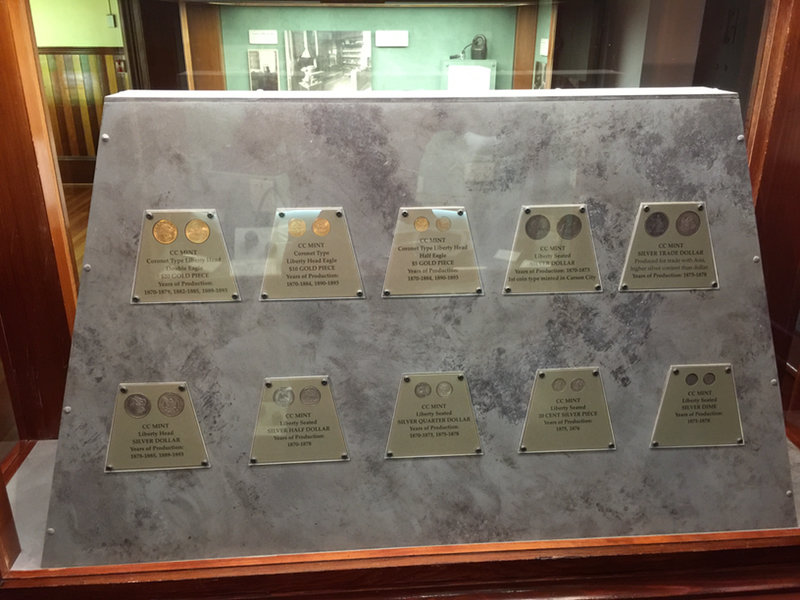 CC MINT
Coronet Type Liberty Head
Double Eagle
$20 GOLD PIECE
Years of Production:
1870-1879, 1882-1885, 1889-1893
CC MINT
Coronet Type
Liberty Head Eagle
$10 GOLD PIECE
Years of Production:
1870-1884, 1890-1893
CC MINT
Coronet Type Liberty Head
Half Eagle
$5 GOLD PIECE
Years of Production:
1870-1884, 1890-1893
CC MINT
Liberty Seated
SILVER DOLLAR
Years of Production: 1870-1873
1st coin type minted in Carson City
CC MINT
SILVER TRADE DOLLAR
Produced for trade with Asia,
higher silver content than dollar.
Years of Production: 1873-1878
CC MINT
Liberty Head
SILVER DOLLAR
Years of Production:
1878-1885, 1889-1893
CC MINT
Liberty Seated
SILVER HALF DOLLAR
Years of Production:
1870-1878
CC MINT
Liberty Seated
SILVER QUARTER DOLLAR
Years of Production:
1870-1873, 1875-1878
CC MINT
Liberty Seated
20 CENT SILVER PIECE
Years of Production:
1875, 1876
CC MINT
Liberty Seated
SILVER DIME
Years of Production:
1871-1878